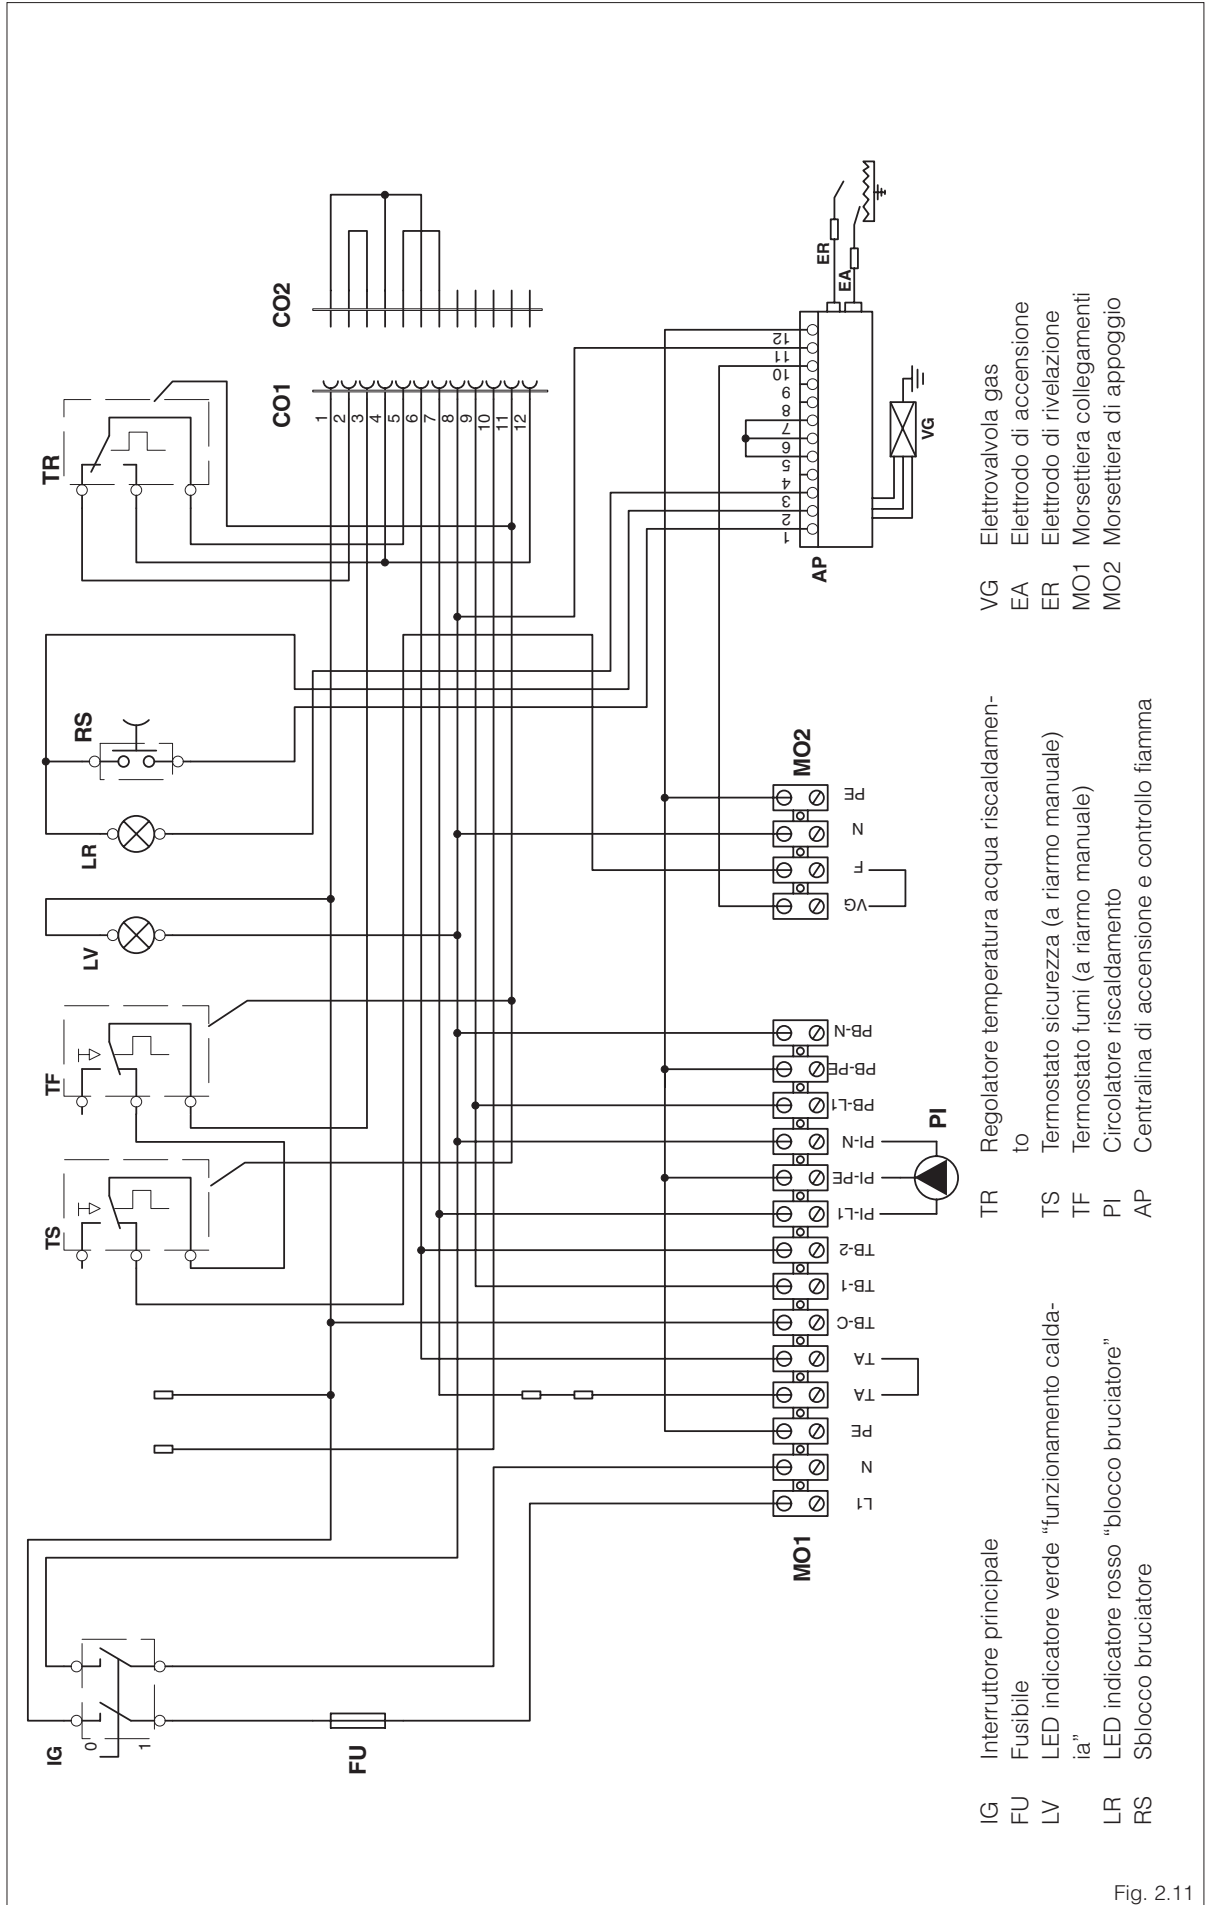 IG
0
1
FU
TS
TF
LV
LR
RS
TR
CO1
CO2
1
2
3
4
5
6
7
8
9
10
11
12
MO1
L1
N
PE
TA
TA
TB-C
TB-1
TB-2
PI-L1
PI-PE
PI-N
PB-L1
PB-PE
PB-N
PI
MO2
VG
F
N
PE
AP
1
2
3
4
5
6
7
8
9
10
11
12
ER
EA
VG
IG Interruttore principale
FU Fusibile
LV LED indicatore verde “funzionamento calda-
ia”
LR LED indicatore rosso “blocco bruciatore”
RS Sblocco bruciatore
TR Regolatore temperatura acqua riscaldamen-
to
TS Termostato sicurezza (a riarmo manuale)
TF Termostato fumi (a riarmo manuale)
PI Circolatore riscaldamento
AP Centralina di accensione e controllo fiamma
VG Elettrovalvola gas
EA Elettrodo di accensione
ER Elettrodo di rivelazione
MO1 Morsettiera collegamenti
MO2 Morsettiera di appoggio
Fig. 2.11